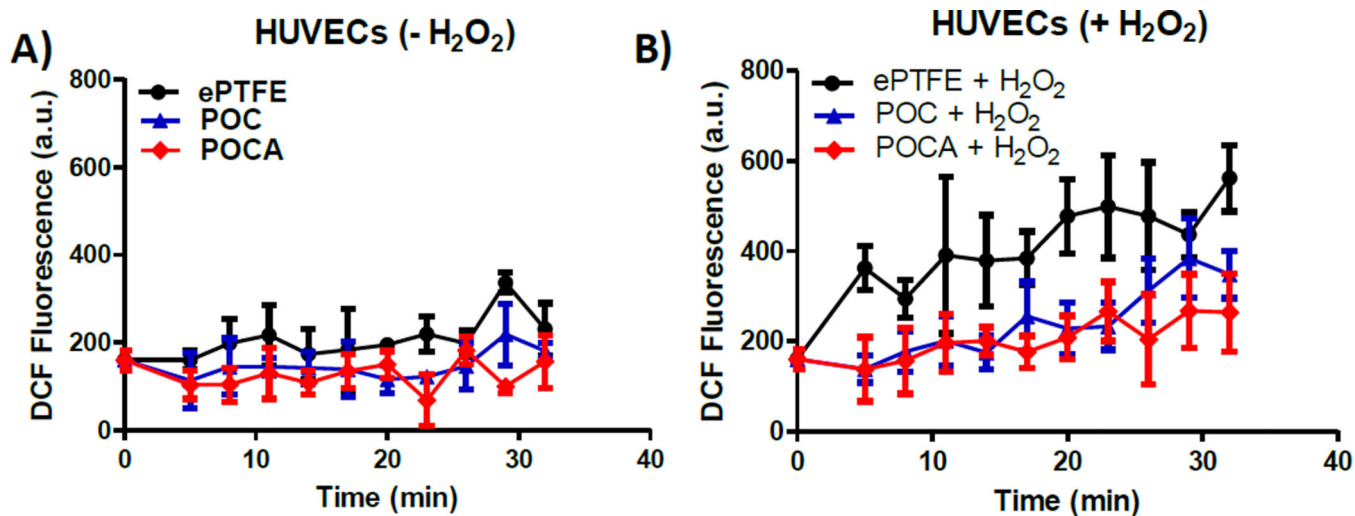 A)
HUVECs (- H₂O₂)
DCF Fluorescence (a.u.)
800
600
400
200
0
ePTFE
POC
POCA
0 10 20 30 40
Time (min)
B)
HUVECs (+ H₂O₂)
DCF Fluorescence (a.u.)
800
600
400
200
0
ePTFE + H₂O₂
POC + H₂O₂
POCA + H₂O₂
0 10 20 30 40
Time (min)